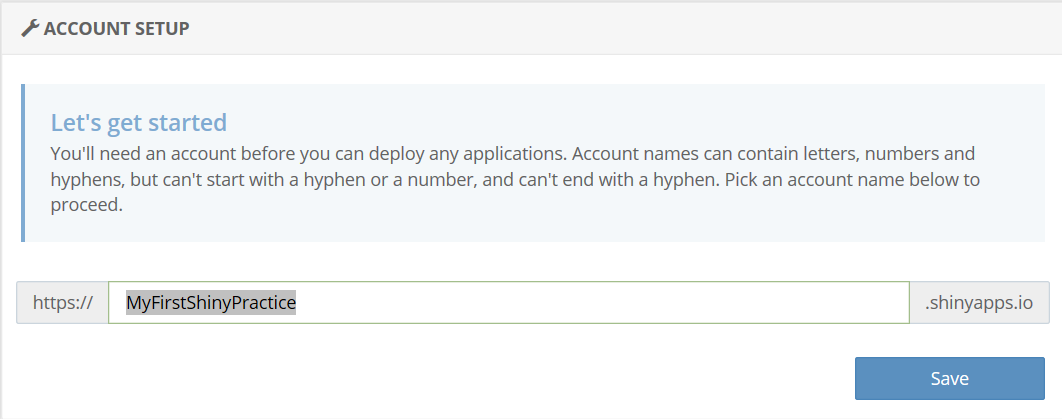 ACCOUNT SETUP
Let's get started
You'll need an account before you can deploy any applications. Account names can contain letters, numbers and
hyphens, but can't start with a hyphen or a number, and can't end with a hyphen. Pick an account name below to
proceed.
https:// MyFirstShinyPractice .shinyapps.io
Save